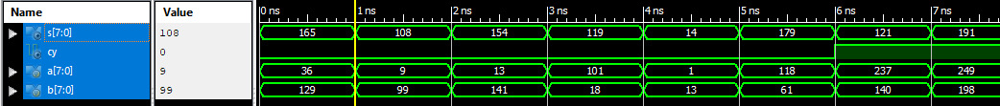 Name Value 0 ns 1 ns 2 ns 3 ns 4 ns 5 ns 6 ns 7 ns
s[7:0] 108 165 108 154 119 14 179 121 191
cy 0
a[7:0] 9 36 9 13 101 1 118 237 249
b[7:0] 99 129 99 141 18 13 61 140 198